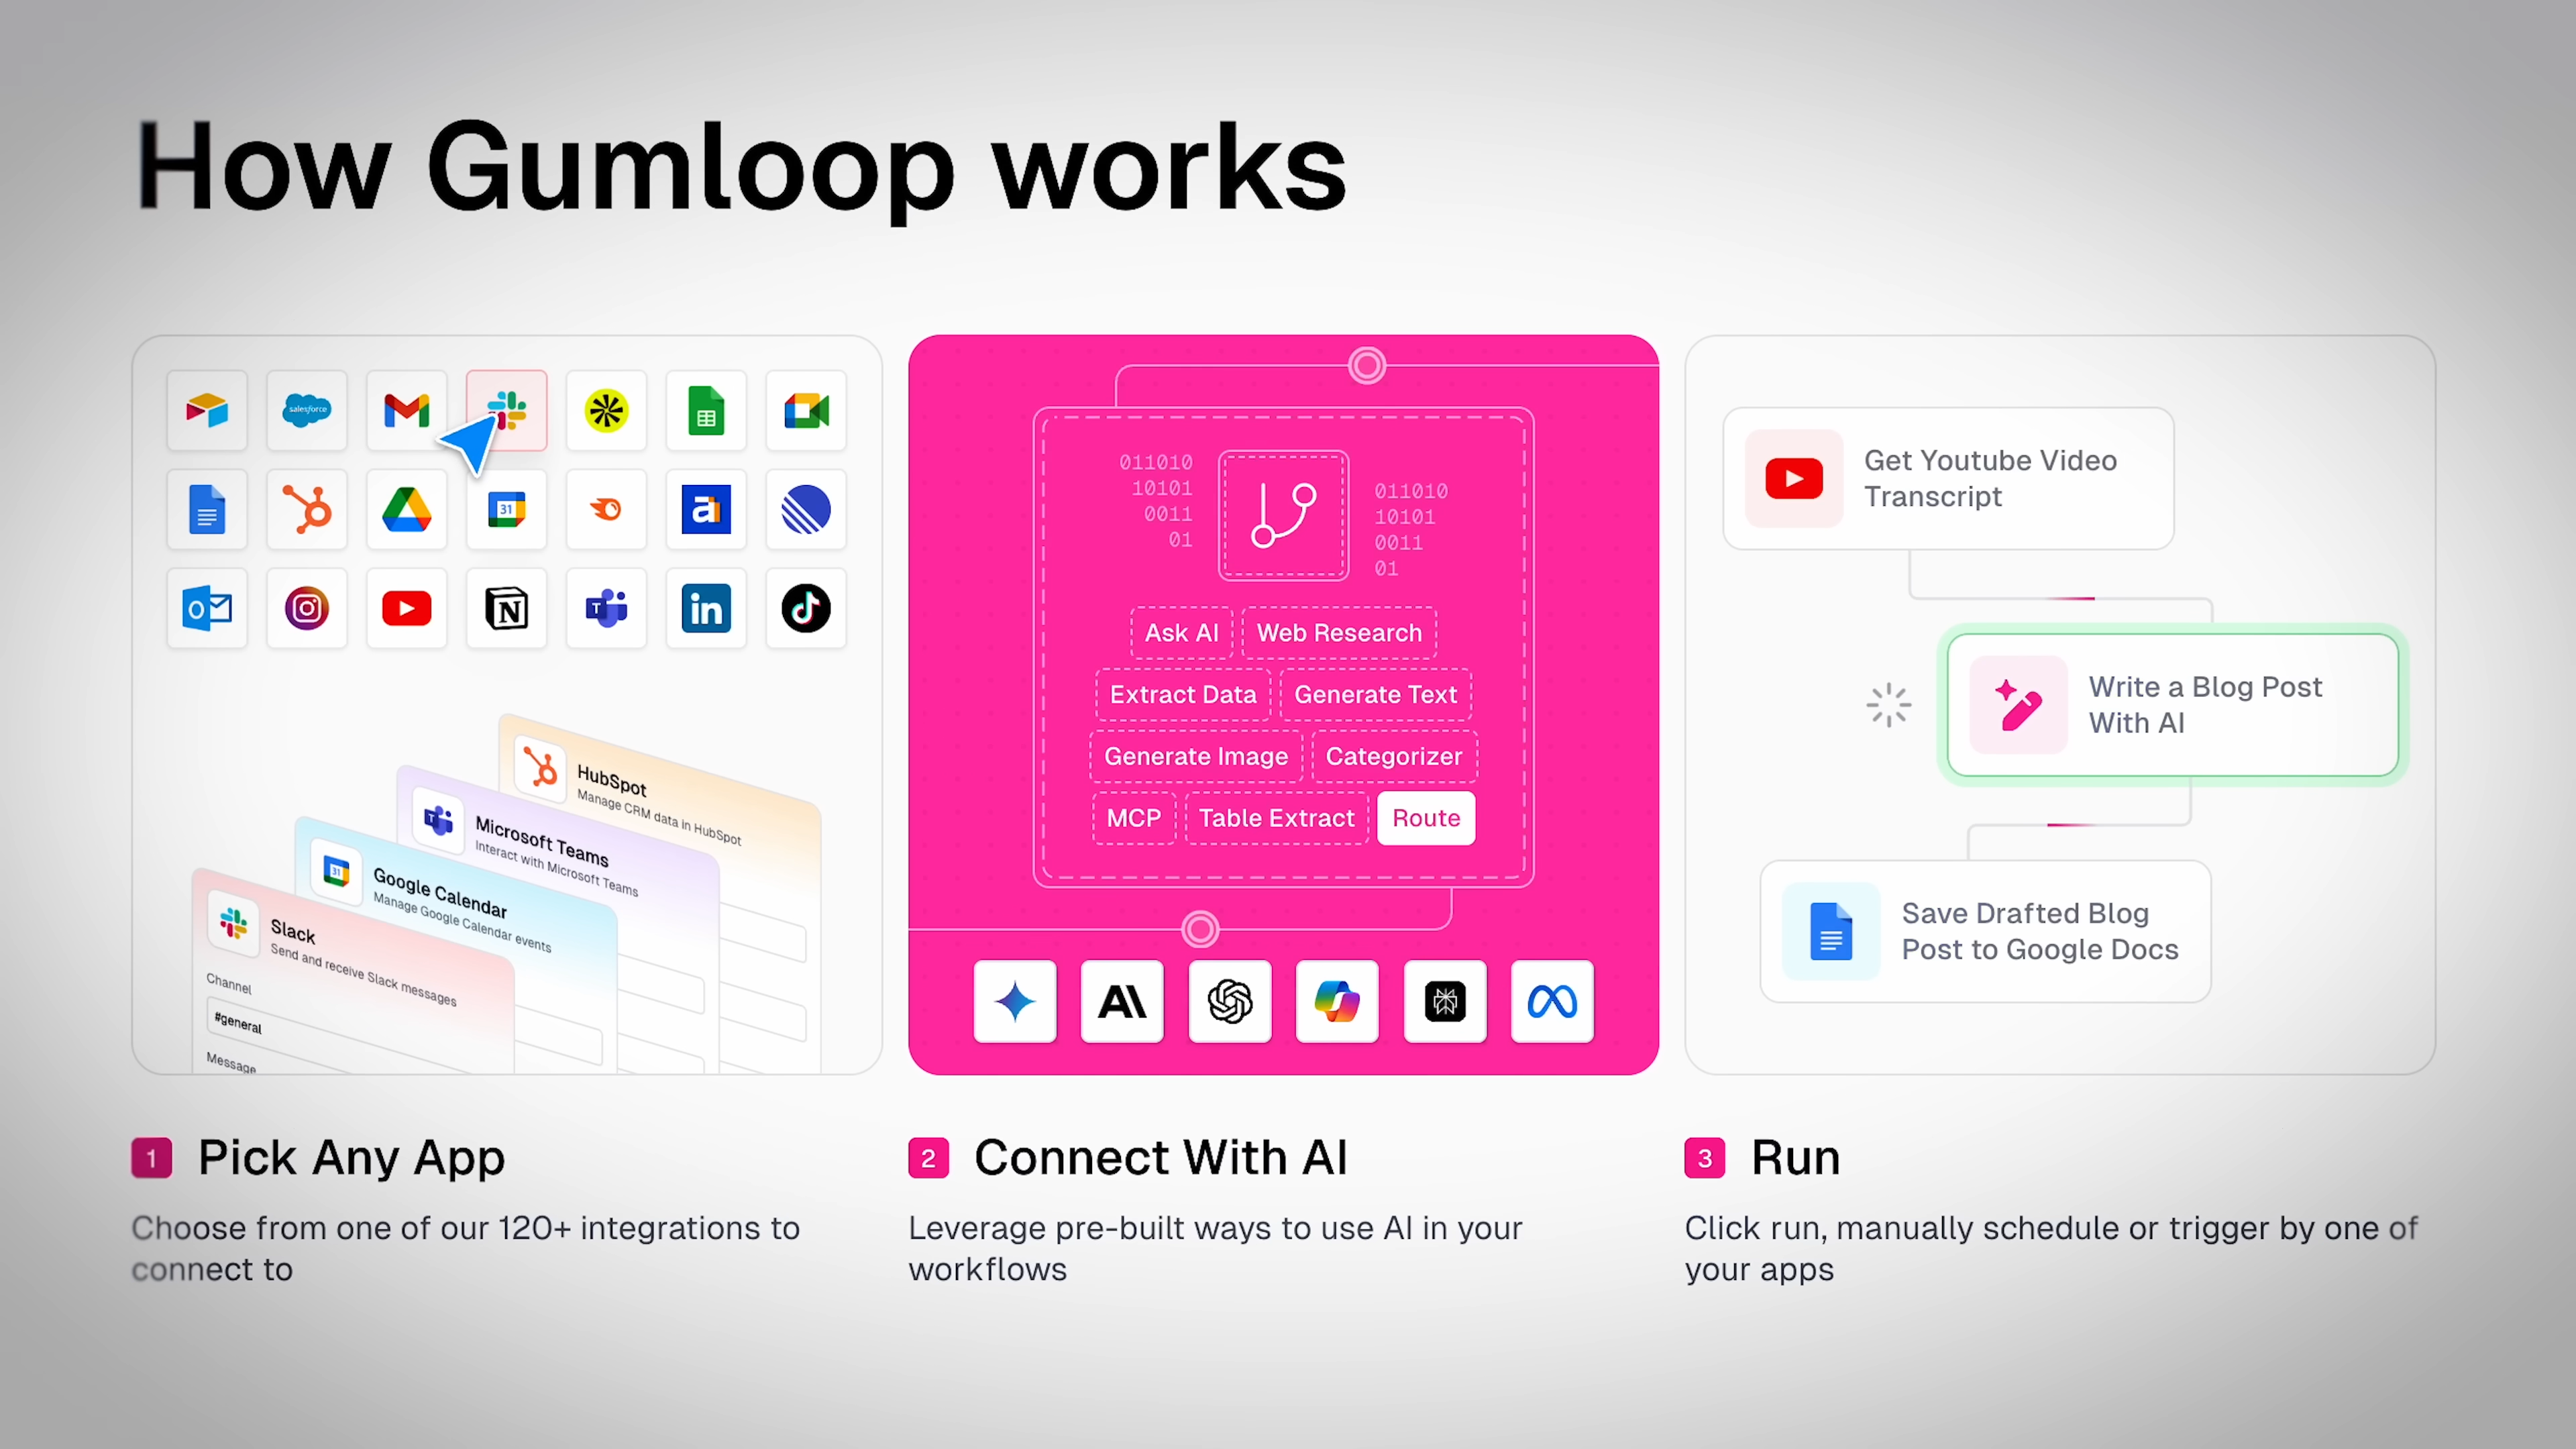 How Gumloop works
salesforce
31
a
N
T
in
HubSpot
Manage CRM data in HubSpot
T
Microsoft Teams
Interact with Microsoft Teams
31
Google Calendar
Manage Google Calendar events
Slack
Send and receive Slack messages
Channel
#general
Message
011010
10101
0011
01
011010
10101
0011
01
Ask AI
Web Research
Extract Data
Generate Text
Generate Image
Categorizer
MCP
Table Extract
Route
Get Youtube Video
Transcript
Write a Blog Post
With AI
Save Drafted Blog
Post to Google Docs
1 Pick Any App
Choose from one of our 120+ integrations to
connect to
2 Connect With AI
Leverage pre-built ways to use AI in your
workflows
3 Run
Click run, manually schedule or trigger by one of
your apps